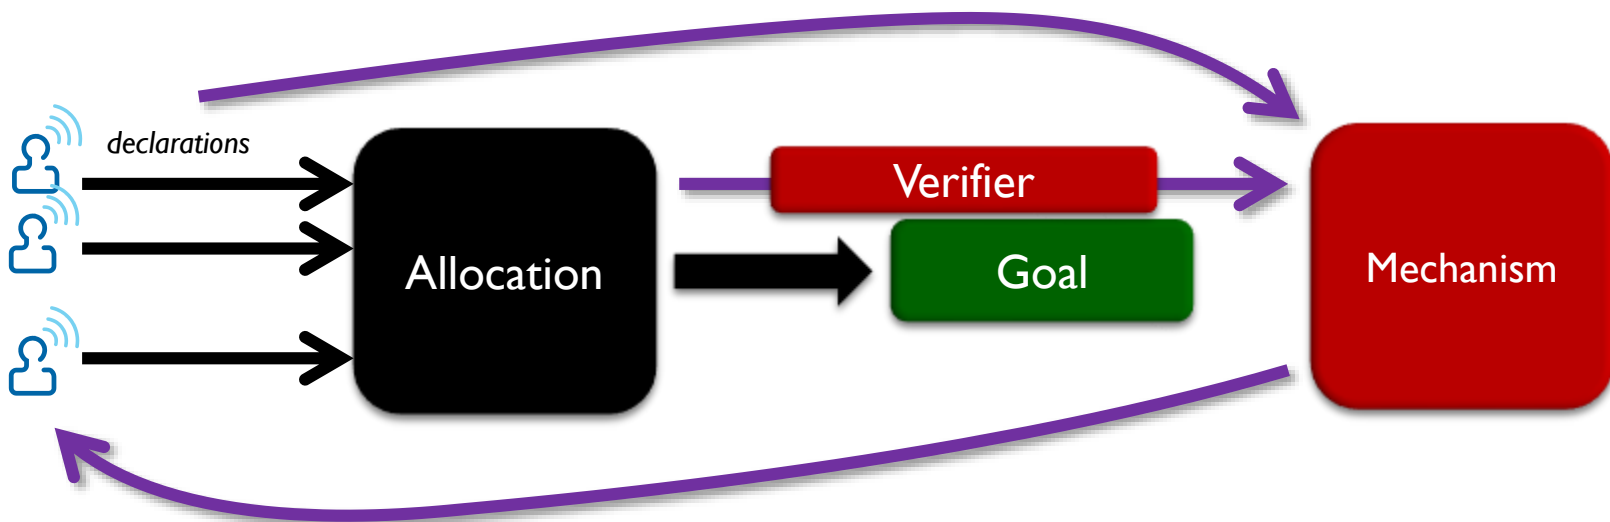 declarations
Allocation
Verifier
Goal
Mechanism